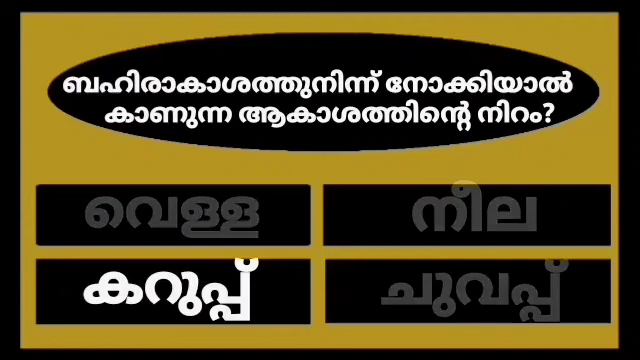 ബഹിരാകാശത്തുനിന്ന് നോക്കിയാൽ
കാണുന്ന ആകാശത്തിന്റെ നിറം?
വെള്ള
നീല
കറുപ്പ്
ചുവപ്പ്